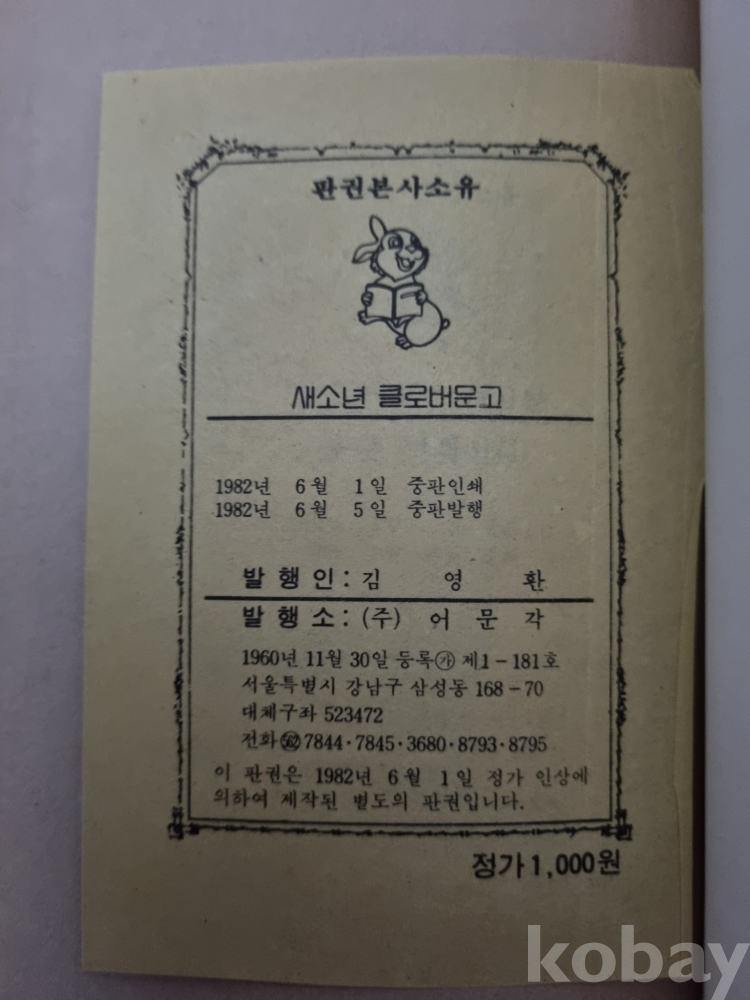 판권본사소유
새소년 클로버문고
1982년 6월 1일 중판인쇄
1982년 6월 5일 중판발행
발 행 인 : 김 영 환
발 행 소 : (주) 어 문 각
1960년 11월 30일 등록㉮ 제1-181호
서울특별시 강남구 삼성동 168-70
대체구좌 523472
전화 562 7844·7845·3680·8793·8795
이 판권은 1982년 6월 1일 정가 인상에
의하여 제작된 별도의 판권입니다.
정가 1,000원
kobay